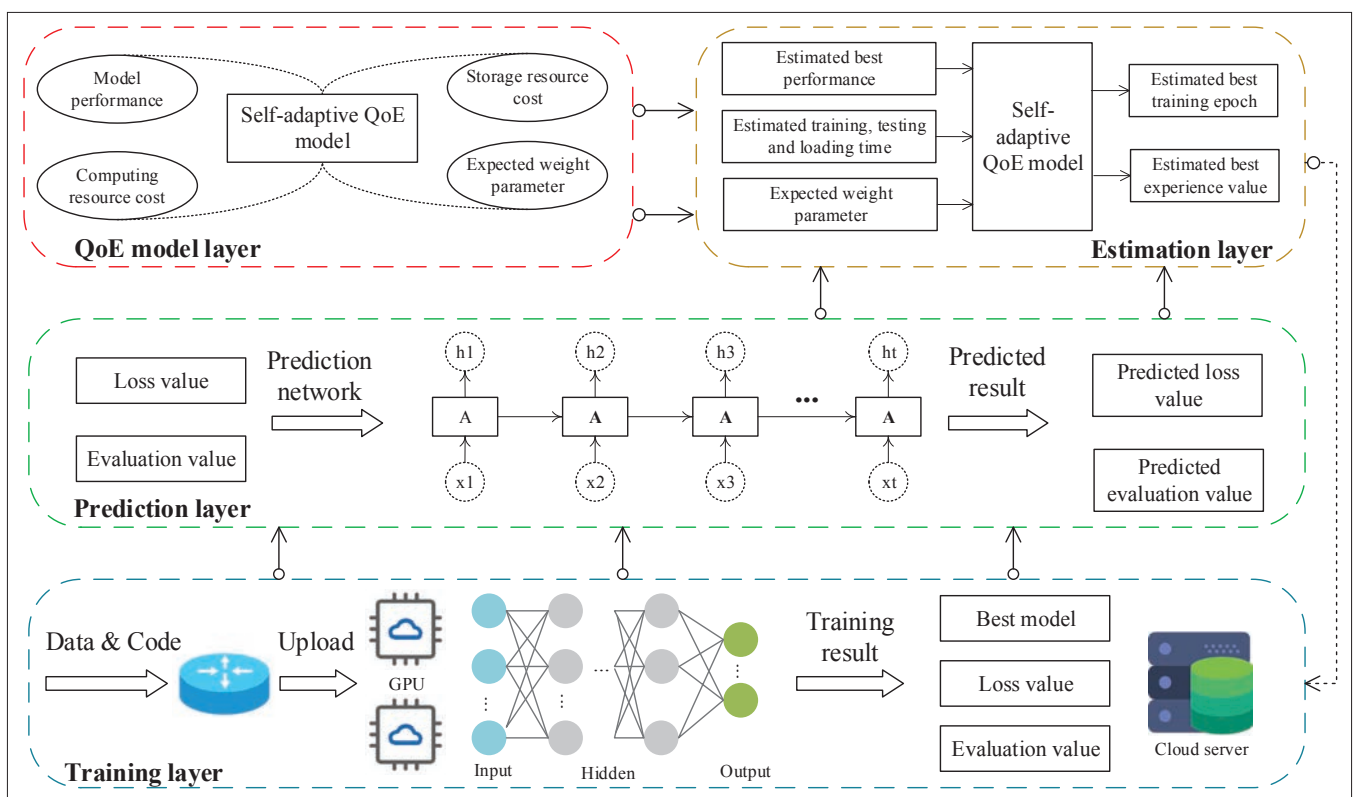 Model
performance
Storage resource
cost
Self-adaptive QoE
model
Computing
resource cost
Expected weight
parameter
QoE model layer
Estimated best
performance
Estimated training, testing
and loading time
Expected weight
parameter
Self-
adaptive
QoE model
Estimated best
training epoch
Estimated best
experience value
Estimation layer
Loss value
Evaluation value
Prediction
network
h1
h2
h3
ht
A
A
A
...
A
x1
x2
x3
xt
Predicted
result
Predicted loss
value
Predicted
evaluation value
Prediction layer
Data & Code
Upload
GPU
...
Input
Hidden
Output
Training
result
Best model
Loss value
Evaluation value
Cloud server
Training layer